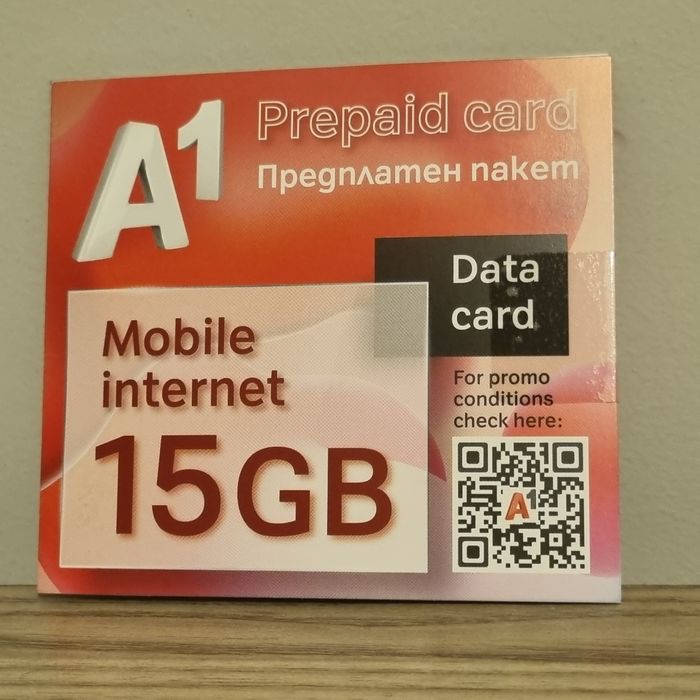 A1
Prepaid card
Предплатен пакет
Data
card
Mobile
internet
15GB
For promo
conditions
check here:
A1